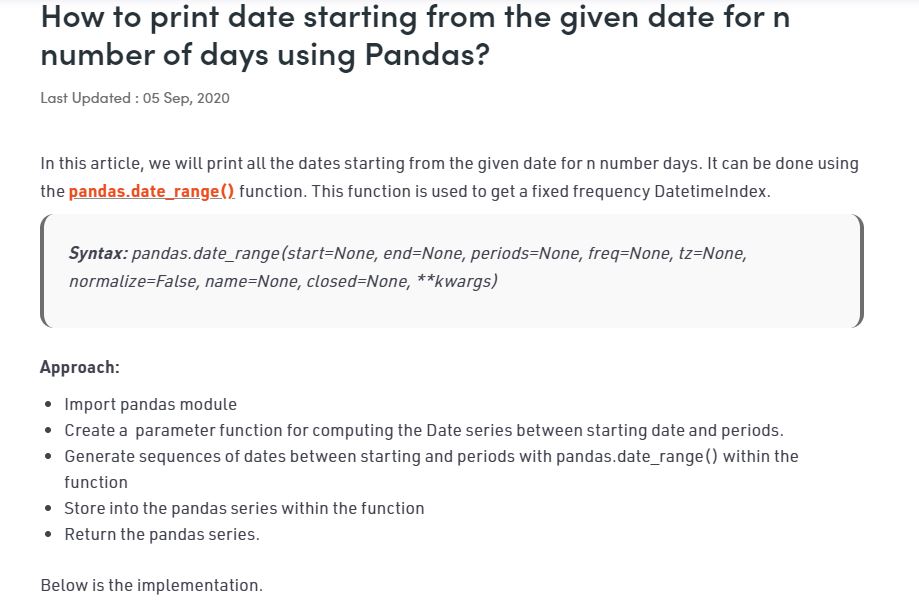 How to print date starting from the given date for n
number of days using Pandas?
Last Updated : 05 Sep, 2020
In this article, we will print all the dates starting from the given date for n number days. It can be done using
the pandas.date_range() function. This function is used to get a fixed frequency DatetimeIndex.
Syntax: pandas.date_range(start=None, end=None, periods=None, freq=None, tz=None,
normalize=False, name=None, closed=None, **kwargs)
Approach:
• Import pandas module
• Create a  parameter function for computing the Date series between starting date and periods.
• Generate sequences of dates between starting and periods with pandas.date_range() within the
function
• Store into the pandas series within the function
• Return the pandas series.
Below is the implementation.